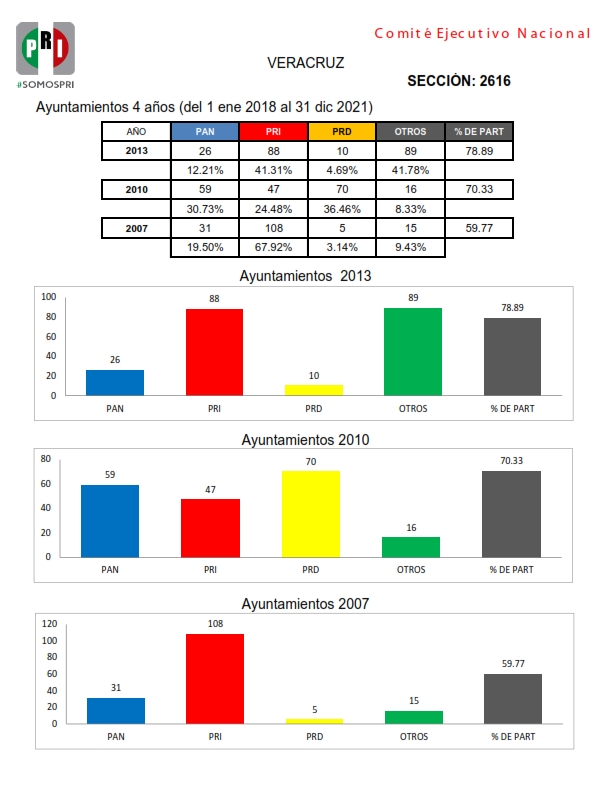 Comité Ejecutivo Nacional
PRI
#SOMOSPRI
VERACRUZ
SECCIÓN: 2616
Ayuntamientos 4 años (del 1 ene 2018 al 31 dic 2021)
AÑO PAN PRI PRD OTROS % DE PART
2013 26 88 10 89 78.89
12.21% 41.31% 4.69% 41.78%
2010 59 47 70 16 70.33
30.73% 24.48% 36.46% 8.33%
2007 31 108 5 15 59.77
19.50% 67.92% 3.14% 9.43%
Ayuntamientos 2013
100
80
60
40
20
0
26 88 10 89 78.89
PAN PRI PRD OTROS % DE PART
Ayuntamientos 2010
80
60
40
20
0
59 47 70 16 70.33
PAN PRI PRD OTROS % DE PART
Ayuntamientos 2007
120
100
80
60
40
20
0
31 108 5 15 59.77
PAN PRI PRD OTROS % DE PART